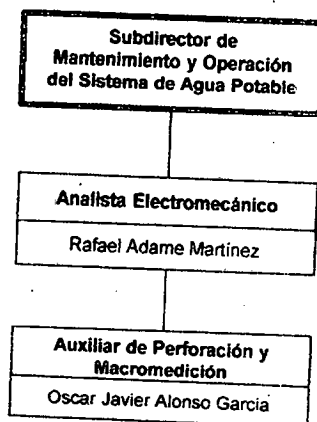 Subdirector de
Mantenimiento y Operación
del Sistema de Agua Potable
Analista Electromecánico
Rafael Adame Martínez
Auxiliar de Perforación y
Macromedición
Oscar Javier Alonso García